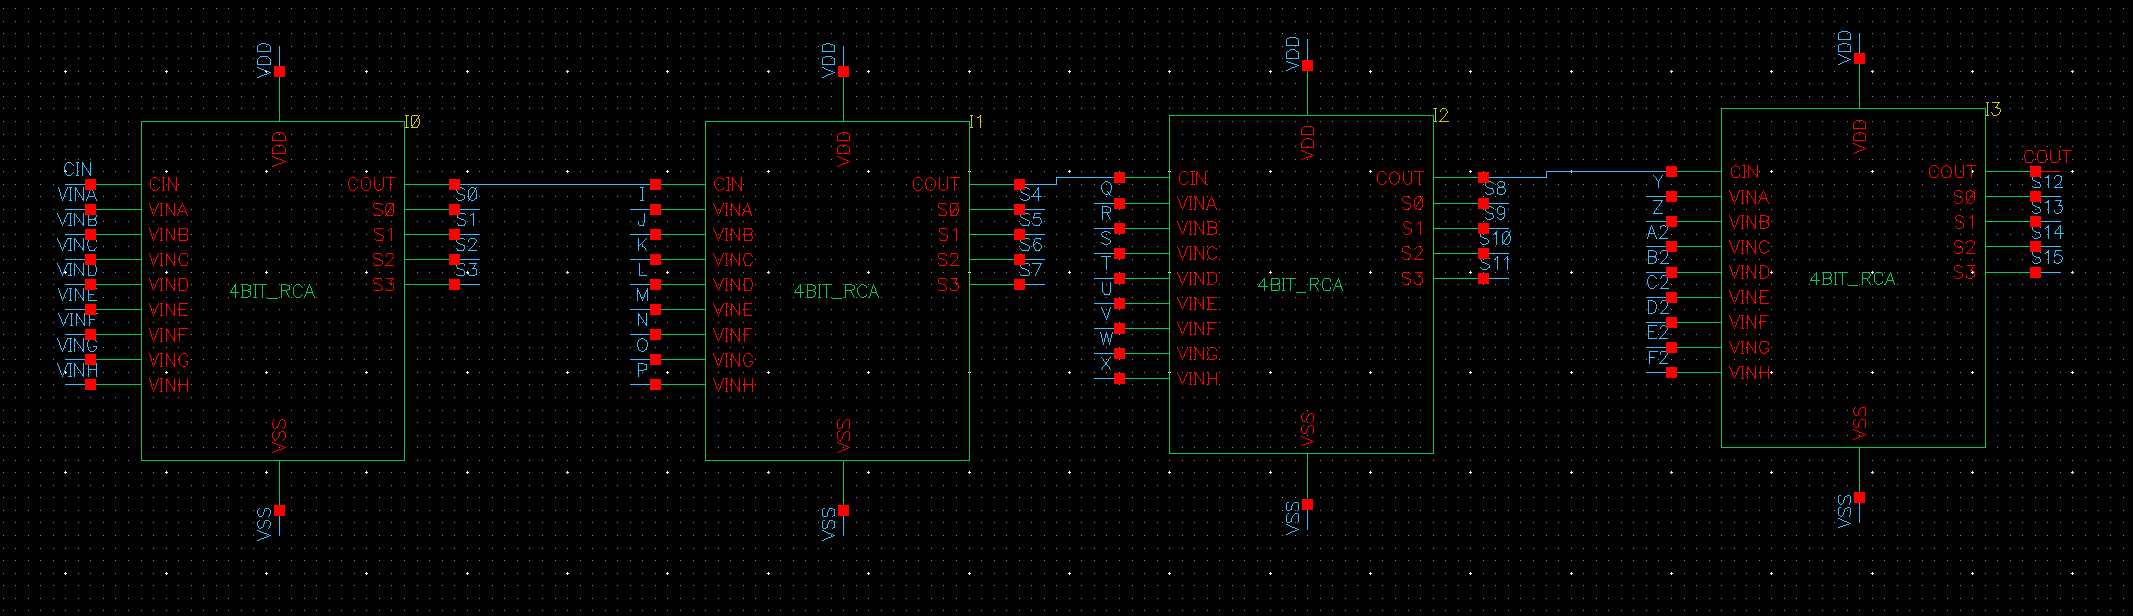 VDD
I0
VDD
CIN
CIN
COUT
VINA
VINA
S0
S0
VINB
VINB
S1
S1
VINC
VINC
S2
S2
VIND
VIND
S3
S3
VINE
VINE
VINF
VINF
VING
VING
VINH
VINH
4BIT_RCA
VSS
VSS
VDD
I1
VDD
CIN
COUT
I
VINA
S0
S4
J
VINB
S1
S5
K
VINC
S2
S6
L
VIND
S3
S7
M
VINE
N
VINF
O
VING
P
VINH
4BIT_RCA
VSS
VSS
VDD
I2
VDD
CIN
COUT
Q
VINA
S0
S8
R
VINB
S1
S9
S
VINC
S2
S10
T
VIND
S3
S11
U
VINE
V
VINF
W
VING
X
VINH
4BIT_RCA
VSS
VSS
VDD
I3
VDD
CIN
COUT
COUT
Y
VINA
S0
S12
Z
VINB
S1
S13
A2
VINC
S2
S14
B2
VIND
S3
S15
C2
VINE
D2
VINF
E2
VING
F2
VINH
4BIT_RCA
VSS
VSS